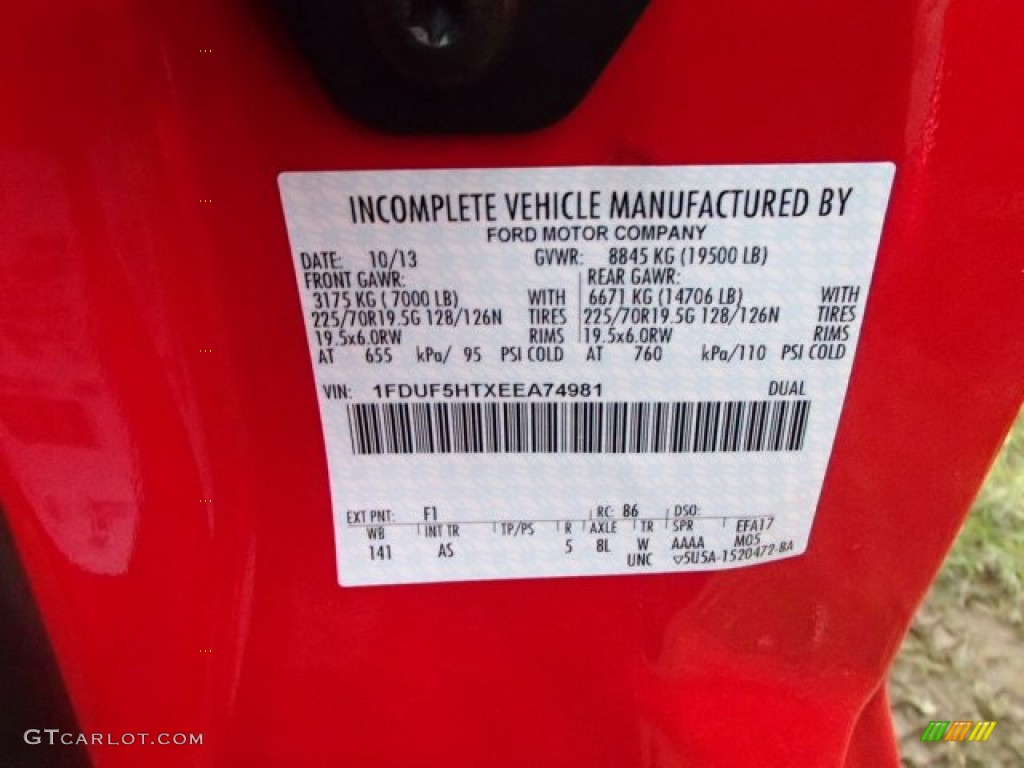 INCOMPLETE VEHICLE MANUFACTURED BY
FORD MOTOR COMPANY
DATE: 10/13 GVWR: 8845 KG (19500 LB)
FRONT GAWR: REAR GAWR:
3175 KG ( 7000 LB) WITH 6671 KG (14706 LB) WITH
225/70R19.5G 128/126N TIRES 225/70R19.5G 128/126N TIRES
19.5x6.0RW RIMS 19.5x6.0RW RIMS
AT 655 kPa/ 95 PSI COLD AT 760 kPa/110 PSI COLD
VIN: 1FDUF5HTXEEA74981 DUAL
EXT PNT: F1 RC: 86 DSO:
WB INT TR TP/PS R AXLE TR SPR EFA17
141 AS 5 8L W AAAA M05
UNC 5U5A-1520472-BA
GTCARLOT.COM